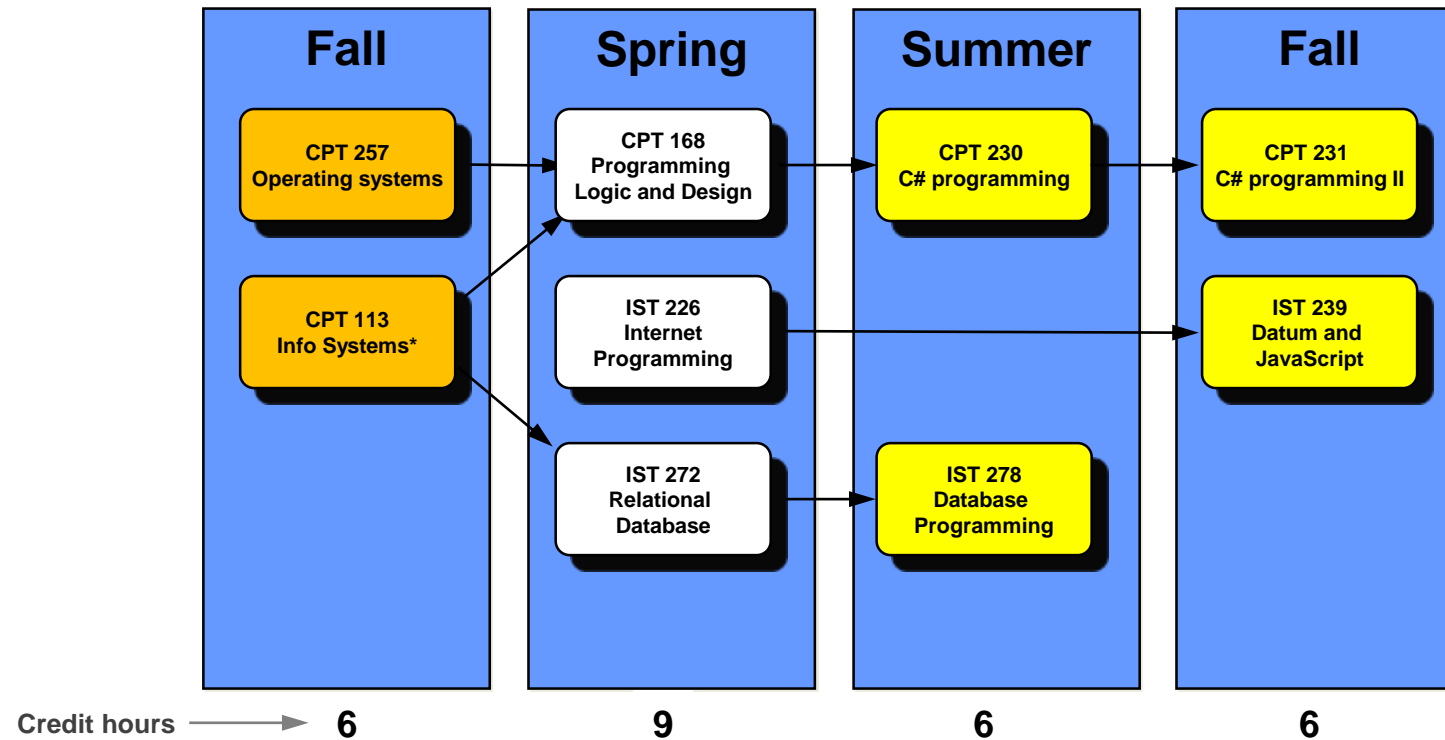 Fall
CPT 257
Operating systems
CPT 113
Info Systems*
Spring
CPT 168
Programming
Logic and Design
IST 226
Internet
Programming
IST 272
Relational
Database
Summer
CPT 230
C# programming
IST 278
Database
Programming
Fall
CPT 231
C# programming II
IST 239
Datum and
JavaScript
Credit hours
6
9
6
6